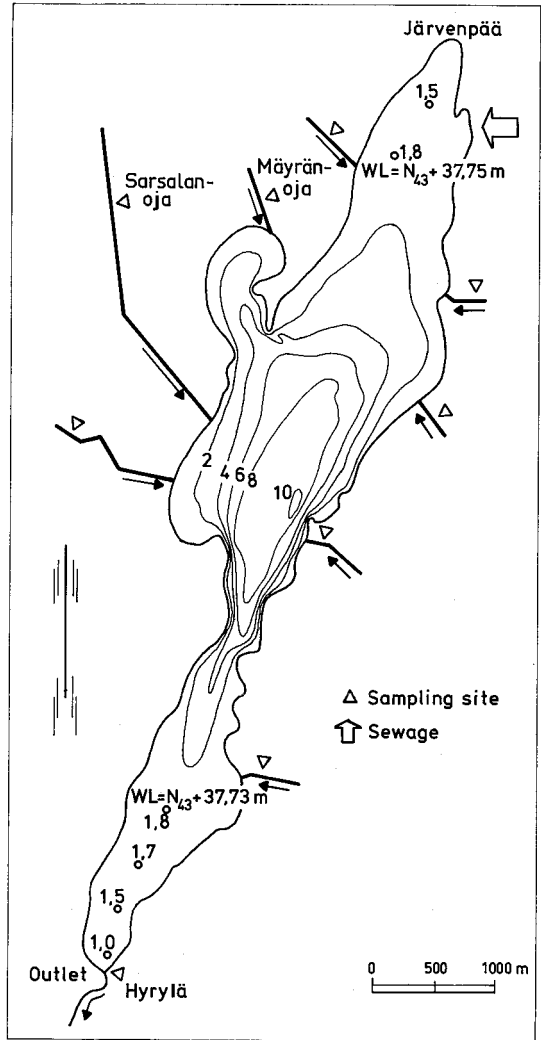 Järvenpää
1,5
1,8
WL=N43+37,75 m
Mäyrän-
oja
Sarsalan-
oja
2 4 6 8
10
Sampling site
Sewage
WL=N43+37,73 m
1,8
1,7
1,5
1,0
Outlet
Hyrylä
0 500 1000 m